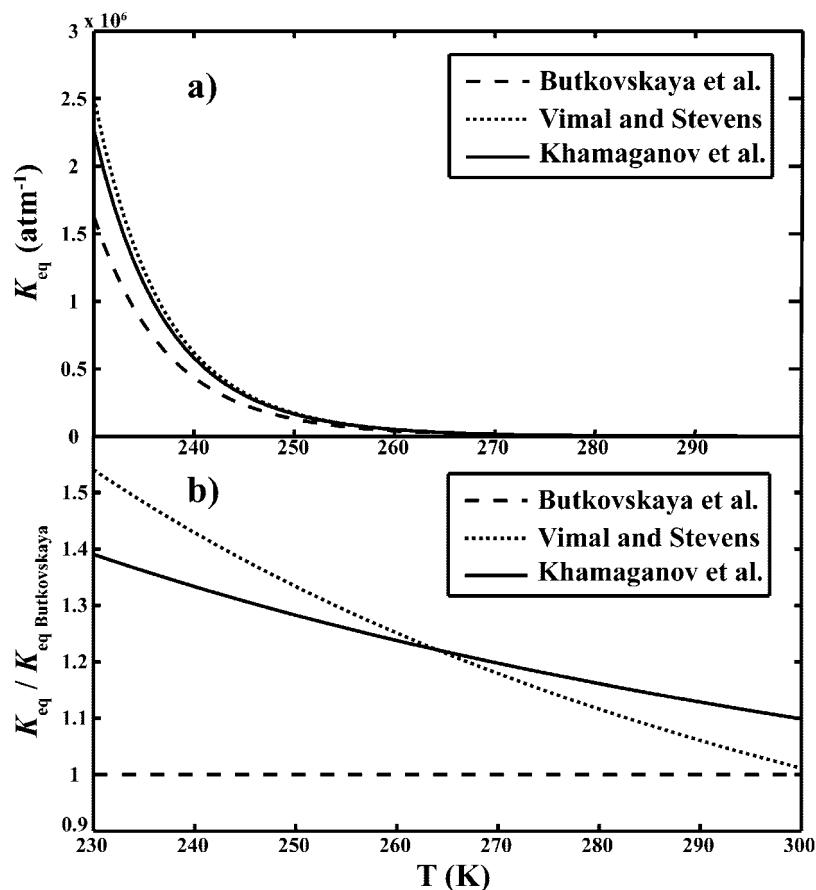 x 10⁶
3
2.5
2
1.5
1
0.5
0
K_eq (atm⁻¹)
a)
Butkovskaya et al.
Vimal and Stevens
Khamaganov et al.
240 250 260 270 280 290
b)
Butkovskaya et al.
Vimal and Stevens
Khamaganov et al.
K_eq / K_eq Butkovskaya
1.5
1.4
1.3
1.2
1.1
1
0.9
230 240 250 260 270 280 290 300
T (K)